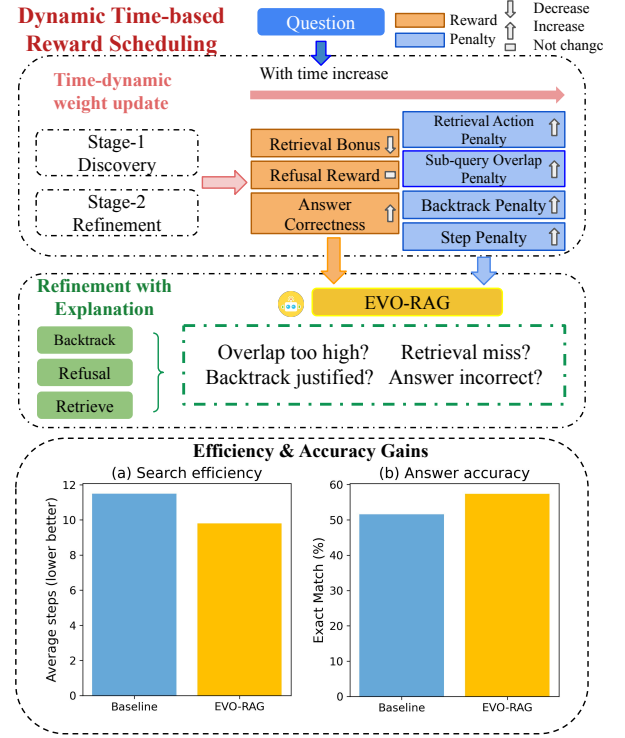 Dynamic Time-based
Reward Scheduling
Question
Reward
Penalty
Decrease
Increase
Not change
Time-dynamic
weight update
With time increase
Stage-1
Discovery
Stage-2
Refinement
Retrieval Bonus
Refusal Reward
Answer
Correctness
Retrieval Action
Penalty
Sub-query Overlap
Penalty
Backtrack Penalty
Step Penalty
Refinement with
Explanation
EVO-RAG
Backtrack
Refusal
Retrieve
Overlap too high?
Retrieval miss?
Backtrack justified?
Answer incorrect?
Efficiency & Accuracy Gains
(a) Search efficiency
Average steps (lower better)
12
10
8
6
4
2
0
Baseline
EVO-RAG
(b) Answer accuracy
Exact Match (%)
60
50
40
30
20
10
0
Baseline
EVO-RAG